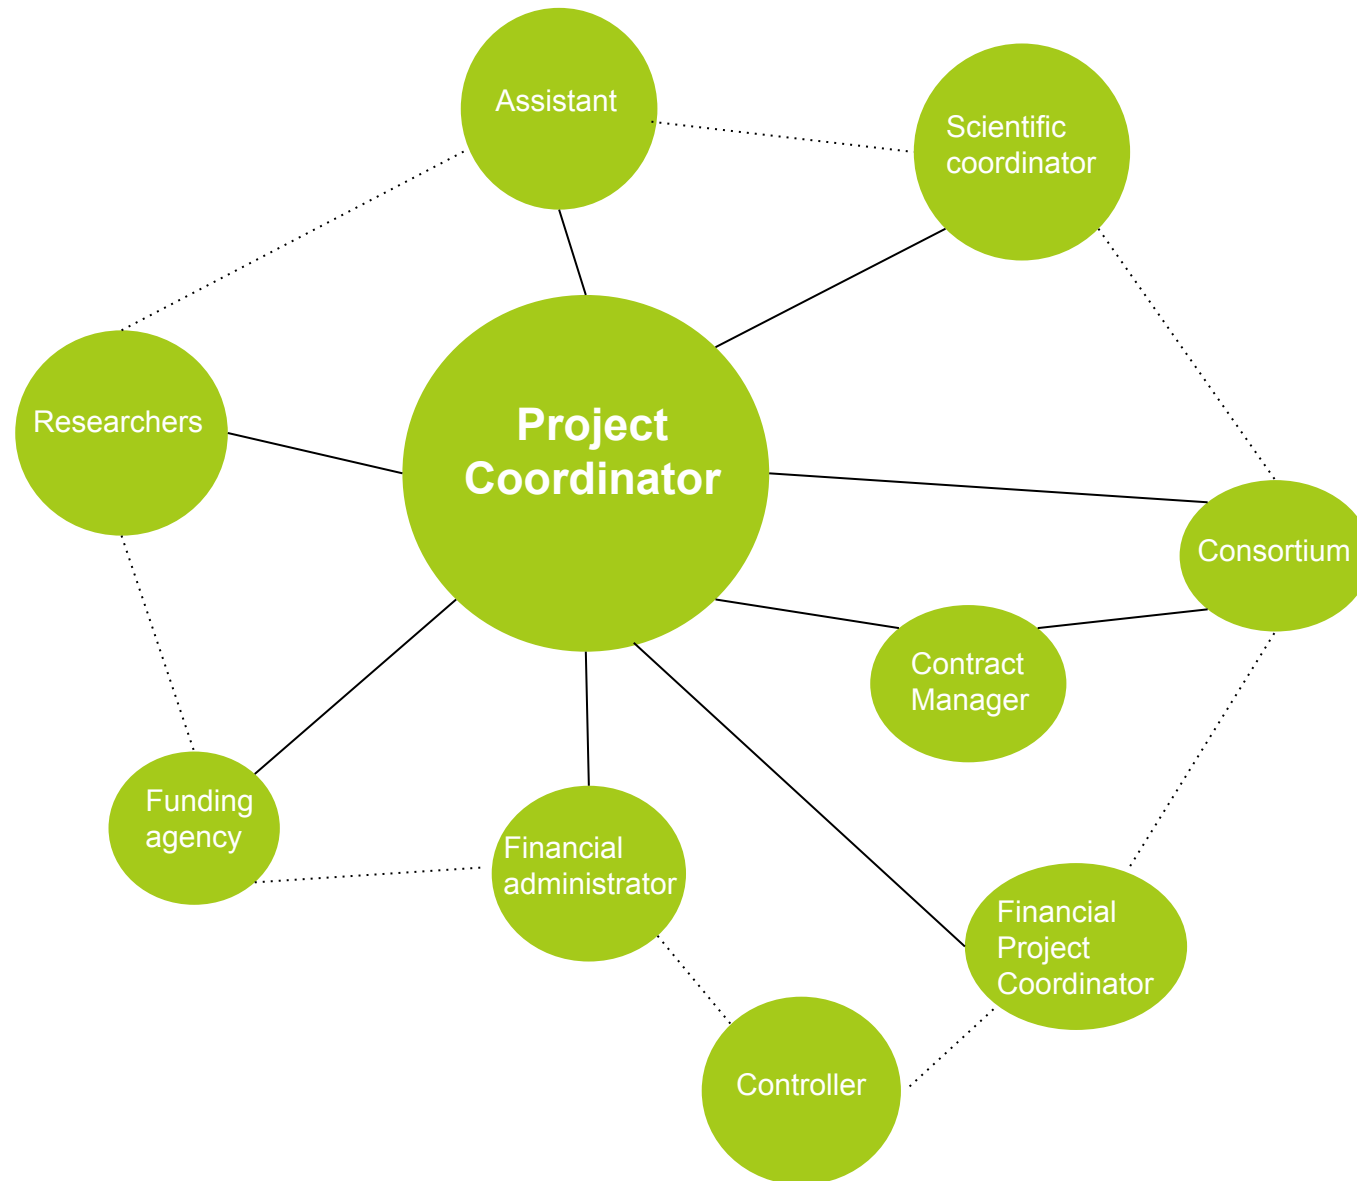 Assistant
Scientific
coordinator
Researchers
Project
Coordinator
Consortium
Contract
Manager
Funding
agency
Financial
administrator
Financial
Project
Coordinator
Controller